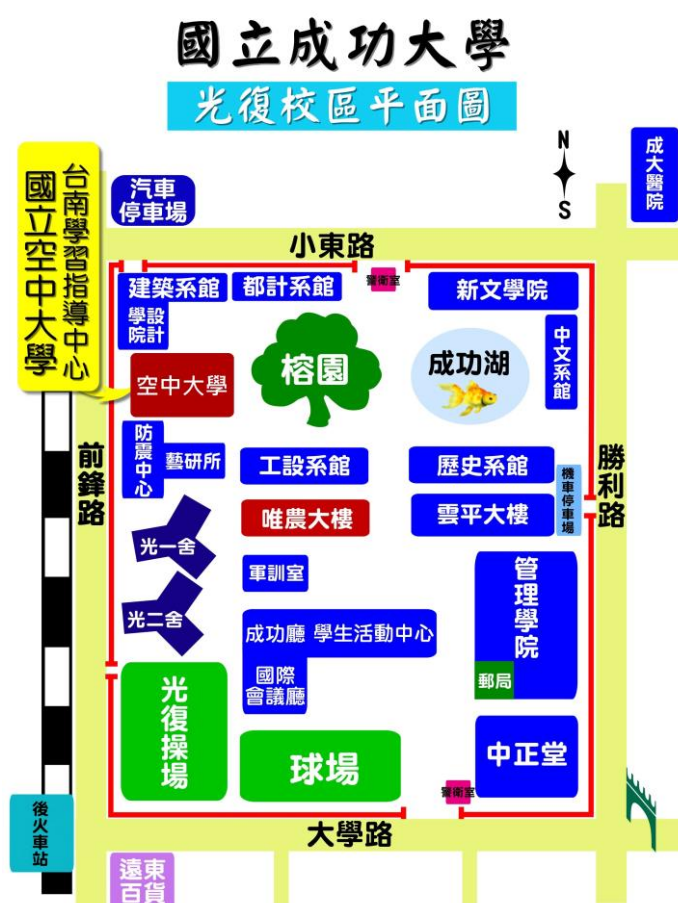 國立成功大學
光復校區平面圖
N
S
成大醫院
台南學習指導中心
國立空中大學
汽車
停車場
小東路
建築系館
都計系館
警衛室
新文學院
學設
院計
榕園
成功湖
中文系館
空中大學
防震中心
藝研所
工設系館
歷史系館
機車停車場
前鋒路
勝利路
唯農大樓
雲平大樓
光一舍
軍訓室
管理學院
光二舍
成功廳 學生活動中心
國際
會議廳
郵局
光復操場
球場
中正堂
警衛室
後火車站
大學路
遠東
百貨